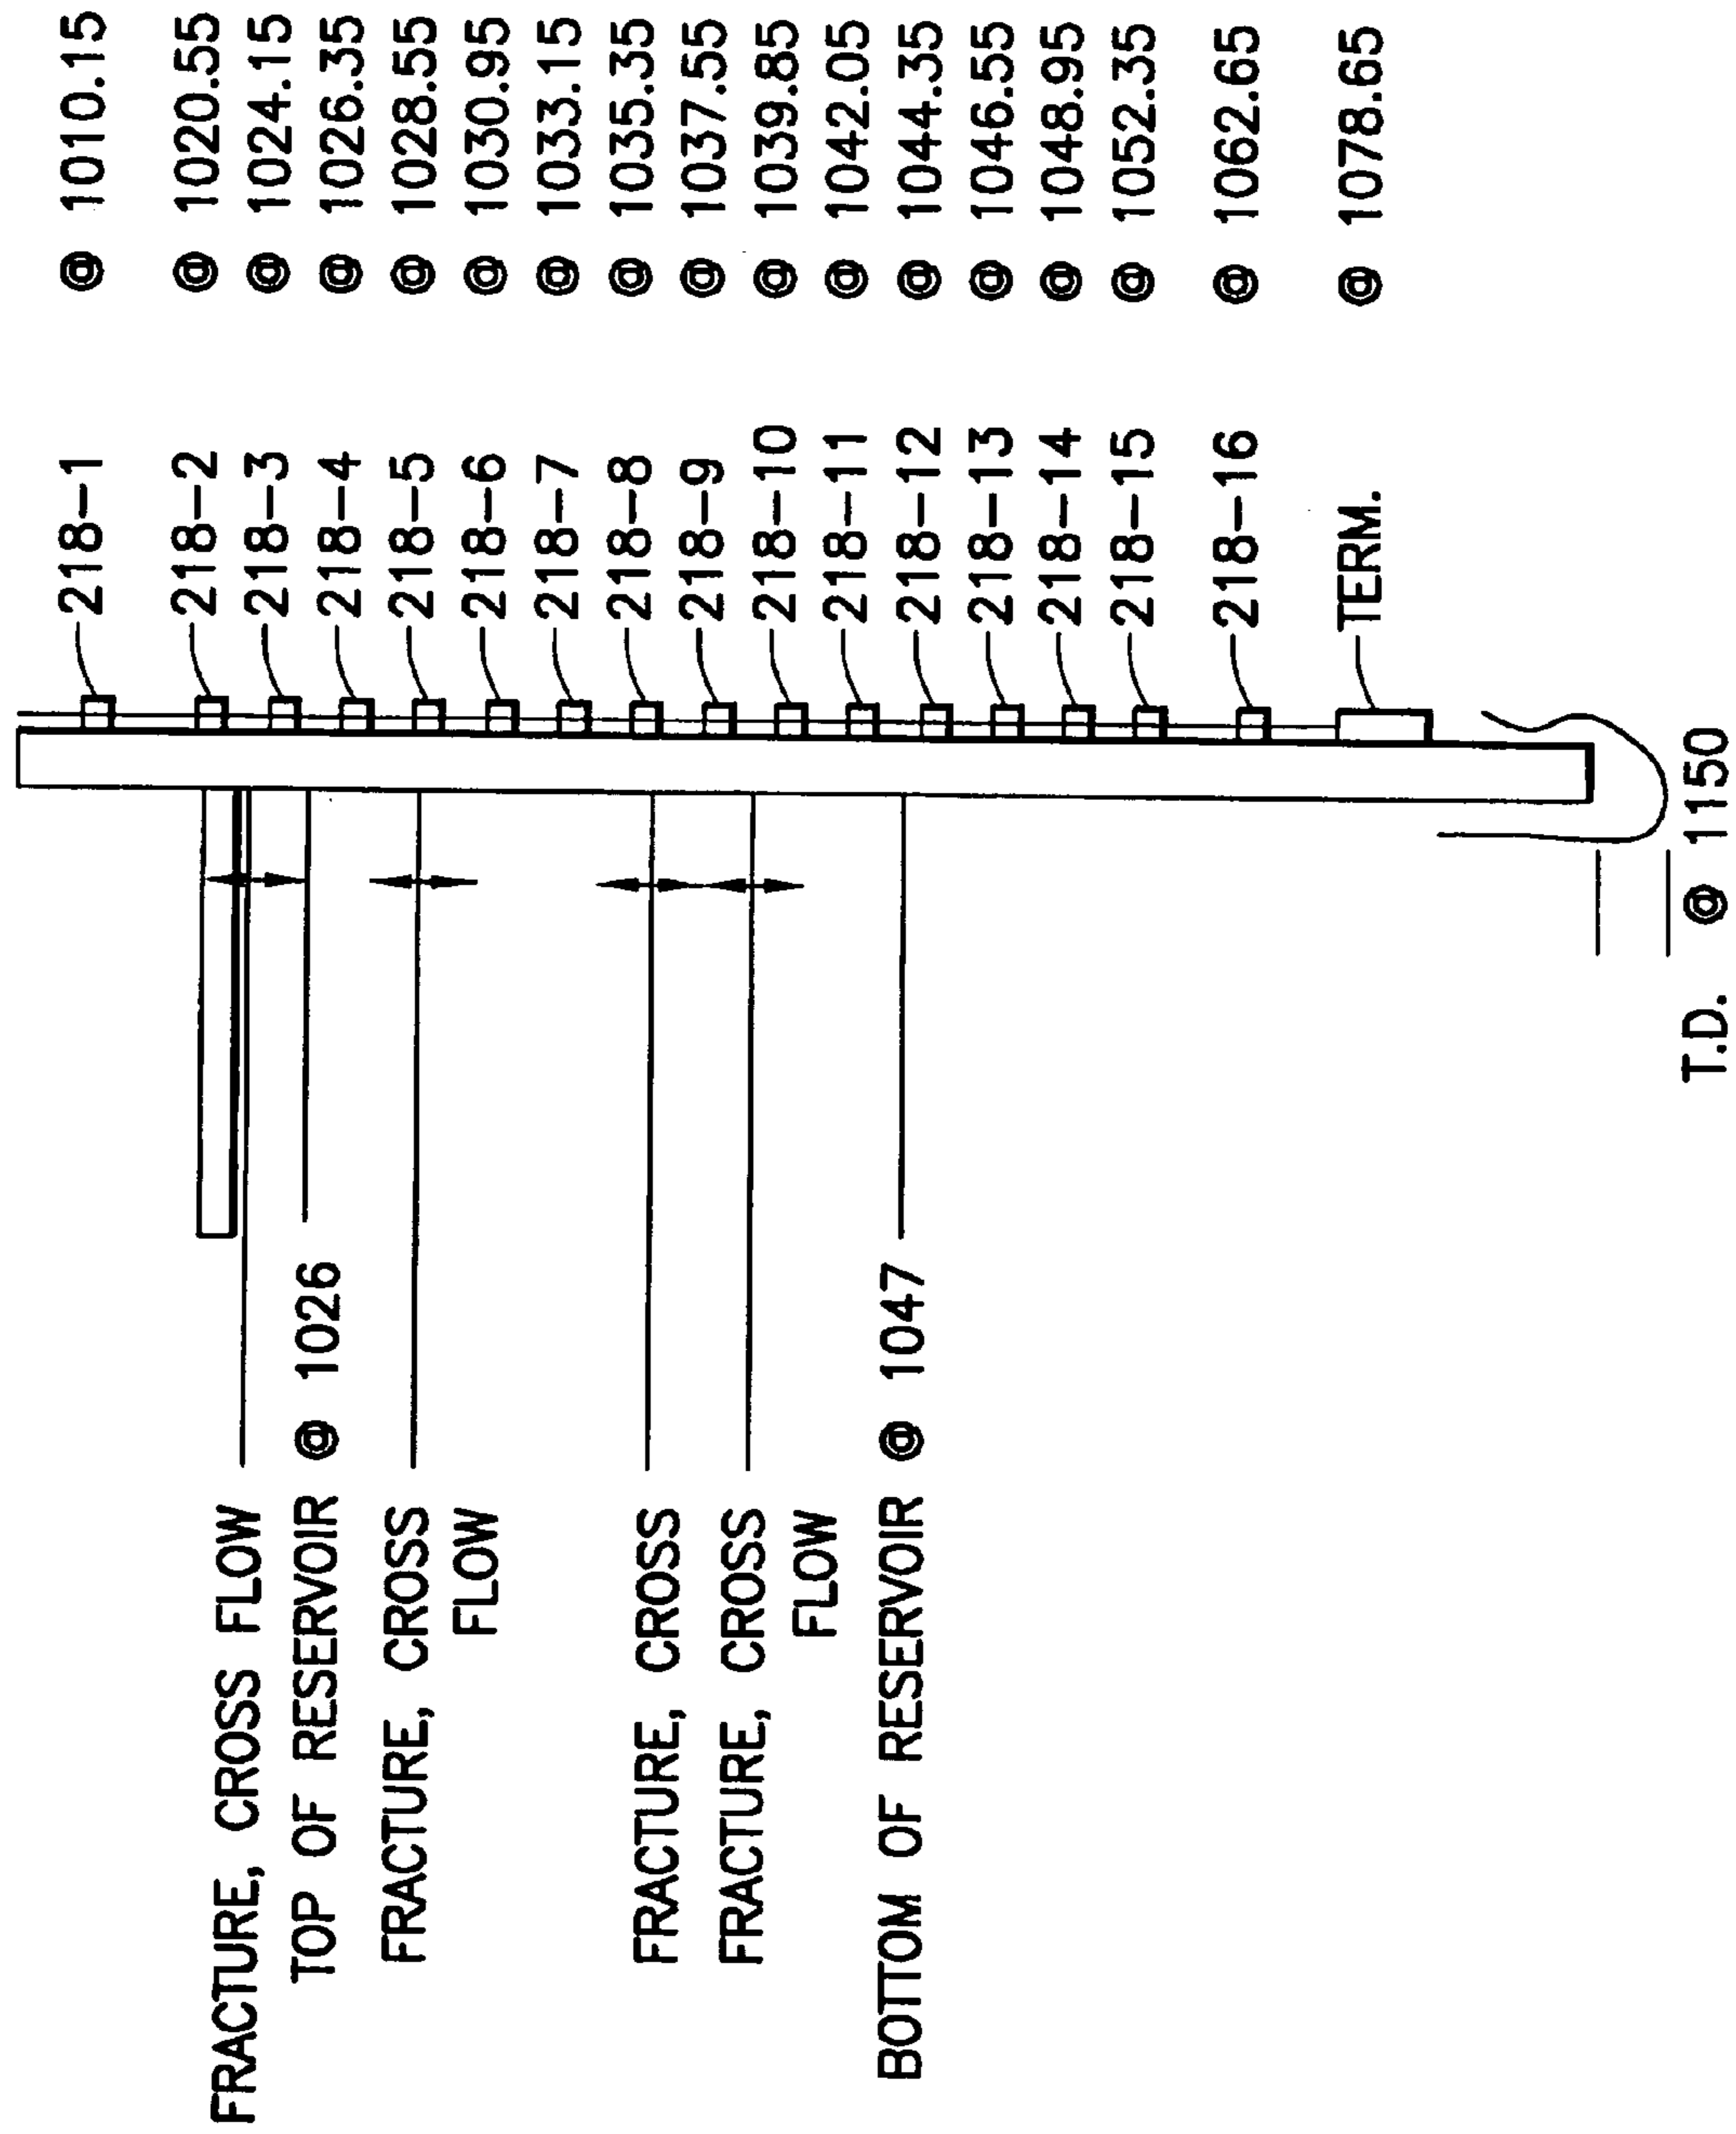 FRACTURE, CROSS FLOW
TOP OF RESERVOIR @ 1026
FRACTURE, CROSS
FLOW
FRACTURE, CROSS
FRACTURE, CROSS
FLOW
BOTTOM OF RESERVOIR @ 1047
T.D. @ 1150
218-1 @ 1010.15
218-2 @ 1020.55
218-3 @ 1024.15
218-4 @ 1026.35
218-5 @ 1028.55
218-6 @ 1030.95
218-7 @ 1033.15
218-8 @ 1035.35
218-9 @ 1037.55
218-10 @ 1039.85
218-11 @ 1042.05
218-12 @ 1044.35
218-13 @ 1046.55
218-14 @ 1048.95
218-15 @ 1052.35
218-16 @ 1062.65
TERM. @ 1078.65